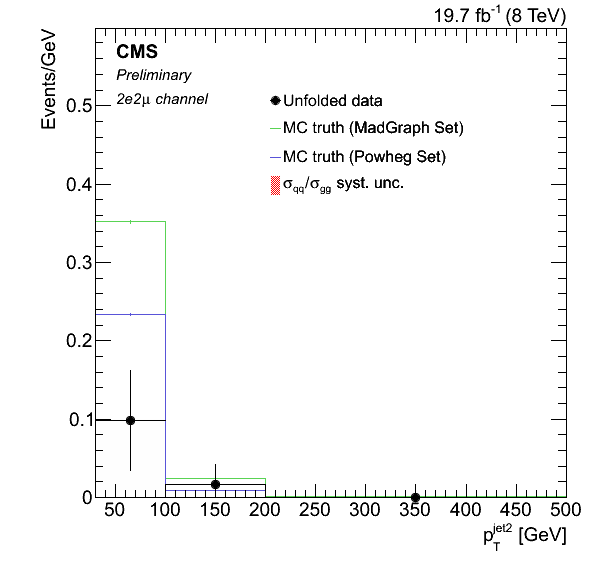 19.7 fb⁻¹ (8 TeV)
Events/GeV
CMS
Preliminary
2e2μ channel
Unfolded data
MC truth (MadGraph Set)
MC truth (Powheg Set)
σqq/σgg syst. unc.
0.5
0.4
0.3
0.2
0.1
0
50 100 150 200 250 300 350 400 450 500
p_T^jet2 [GeV]